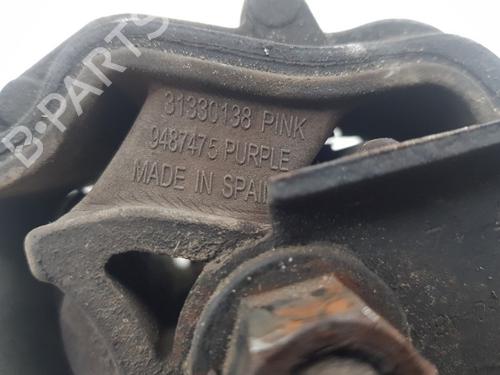 B-PARTS
31330138 PINK
9487475 PURPLE
MADE IN SPAIN